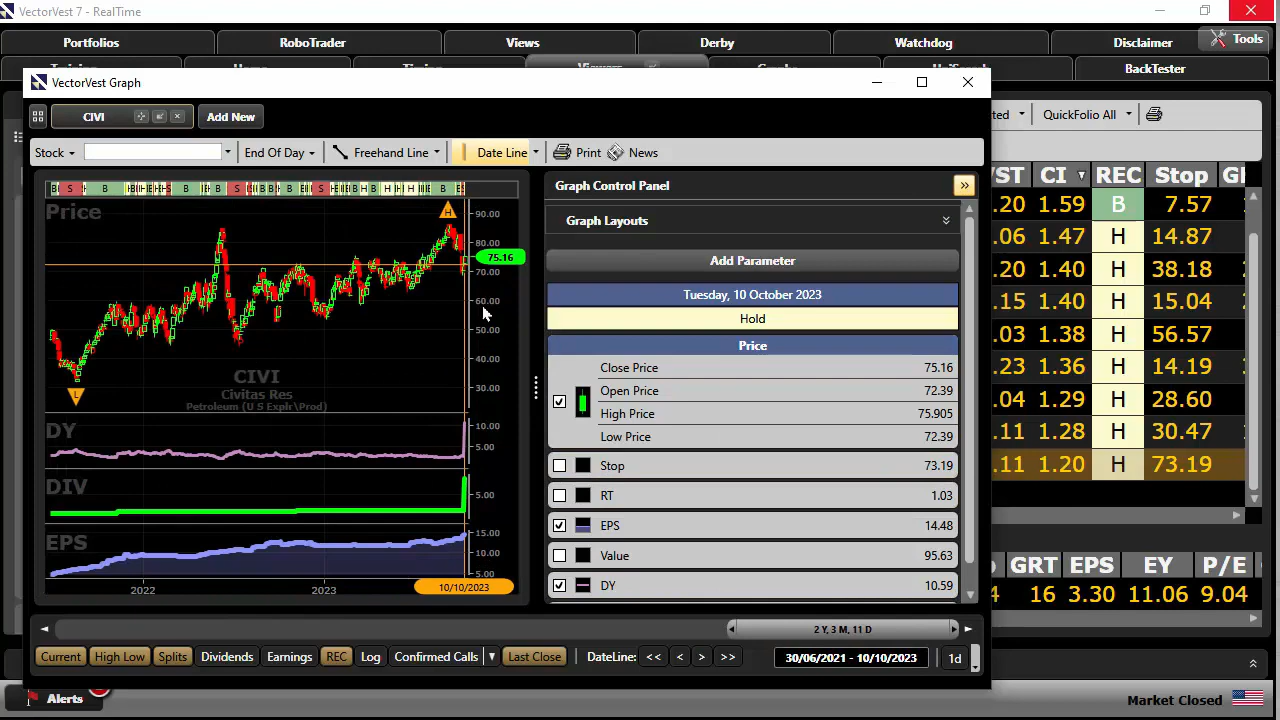 VectorVest 7 - RealTime
Portfolios RoboTrader Views Derby Watchdog Disclaimer Tools
BackTester
VectorVest Graph
CIVI Add New
QuickFolio All
Stock End Of Day Freehand Line Date Line Print News
Price
90.00
80.00
75.16
70.00
60.00
50.00
40.00
30.00
H
L
CIVI
Civitas Res
Petroleum (U S Explr\Prod)
DY
10.00
5.00
DIV
5.00
EPS
15.00
10.00
5.00
2022 2023 10/10/2023
Graph Control Panel
Graph Layouts
Add Parameter
Tuesday, 10 October 2023
Hold
Price
Close Price 75.16
Open Price 72.39
High Price 75.905
Low Price 72.39
Stop 73.19
RT 1.03
EPS 14.48
Value 95.63
DY 10.59
CI REC Stop
.20 1.59 B 7.57
.06 1.47 H 14.87
.20 1.40 H 38.18
.15 1.40 H 15.04
.03 1.38 H 56.57
.23 1.36 H 14.19
.04 1.29 H 28.60
.11 1.28 H 30.47
.11 1.20 H 73.19
GRT EPS EY P/E
16 3.30 11.06 9.04
2 Y, 3 M, 11 D
Current High Low Splits Dividends Earnings REC Log Confirmed Calls Last Close DateLine: << < > >> 30/06/2021 - 10/10/2023 1d
Alerts
Market Closed